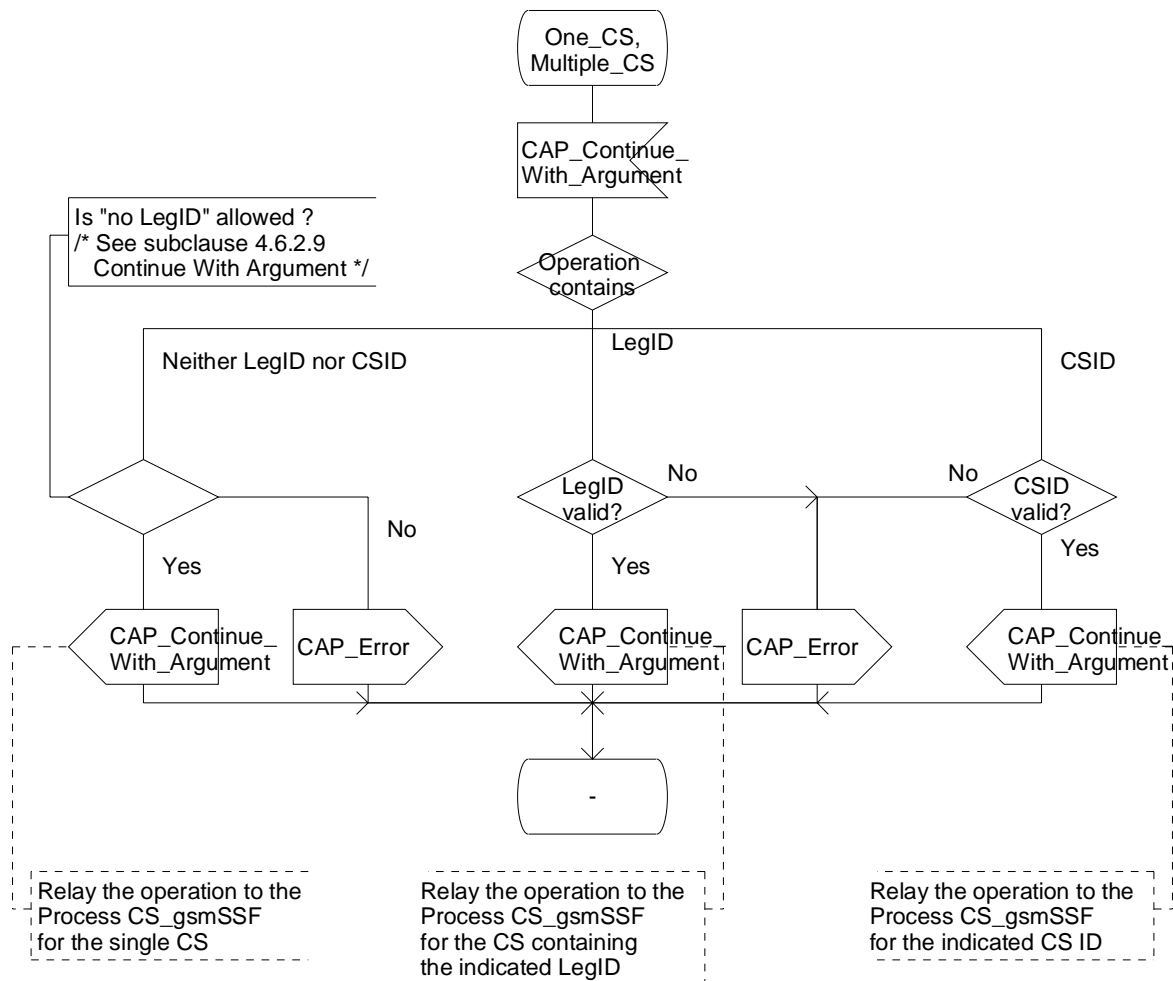 One_CS,
Multiple_CS
CAP_Continue_
With_Argument
Is "no LegID" allowed ?
/* See subclause 4.6.2.9
Continue With Argument */
Operation
contains
Neither LegID nor CSID
LegID
CSID
No
LegID
valid?
No
CSID
valid?
No
Yes
Yes
Yes
CAP_Continue_
With_Argument
CAP_Error
CAP_Continue_
With_Argument
CAP_Error
CAP_Continue_
With_Argument
-
Relay the operation to the
Process CS_gsmSSF
for the single CS
Relay the operation to the
Process CS_gsmSSF
for the CS containing
the indicated LegID
Relay the operation to the
Process CS_gsmSSF
for the indicated CS ID